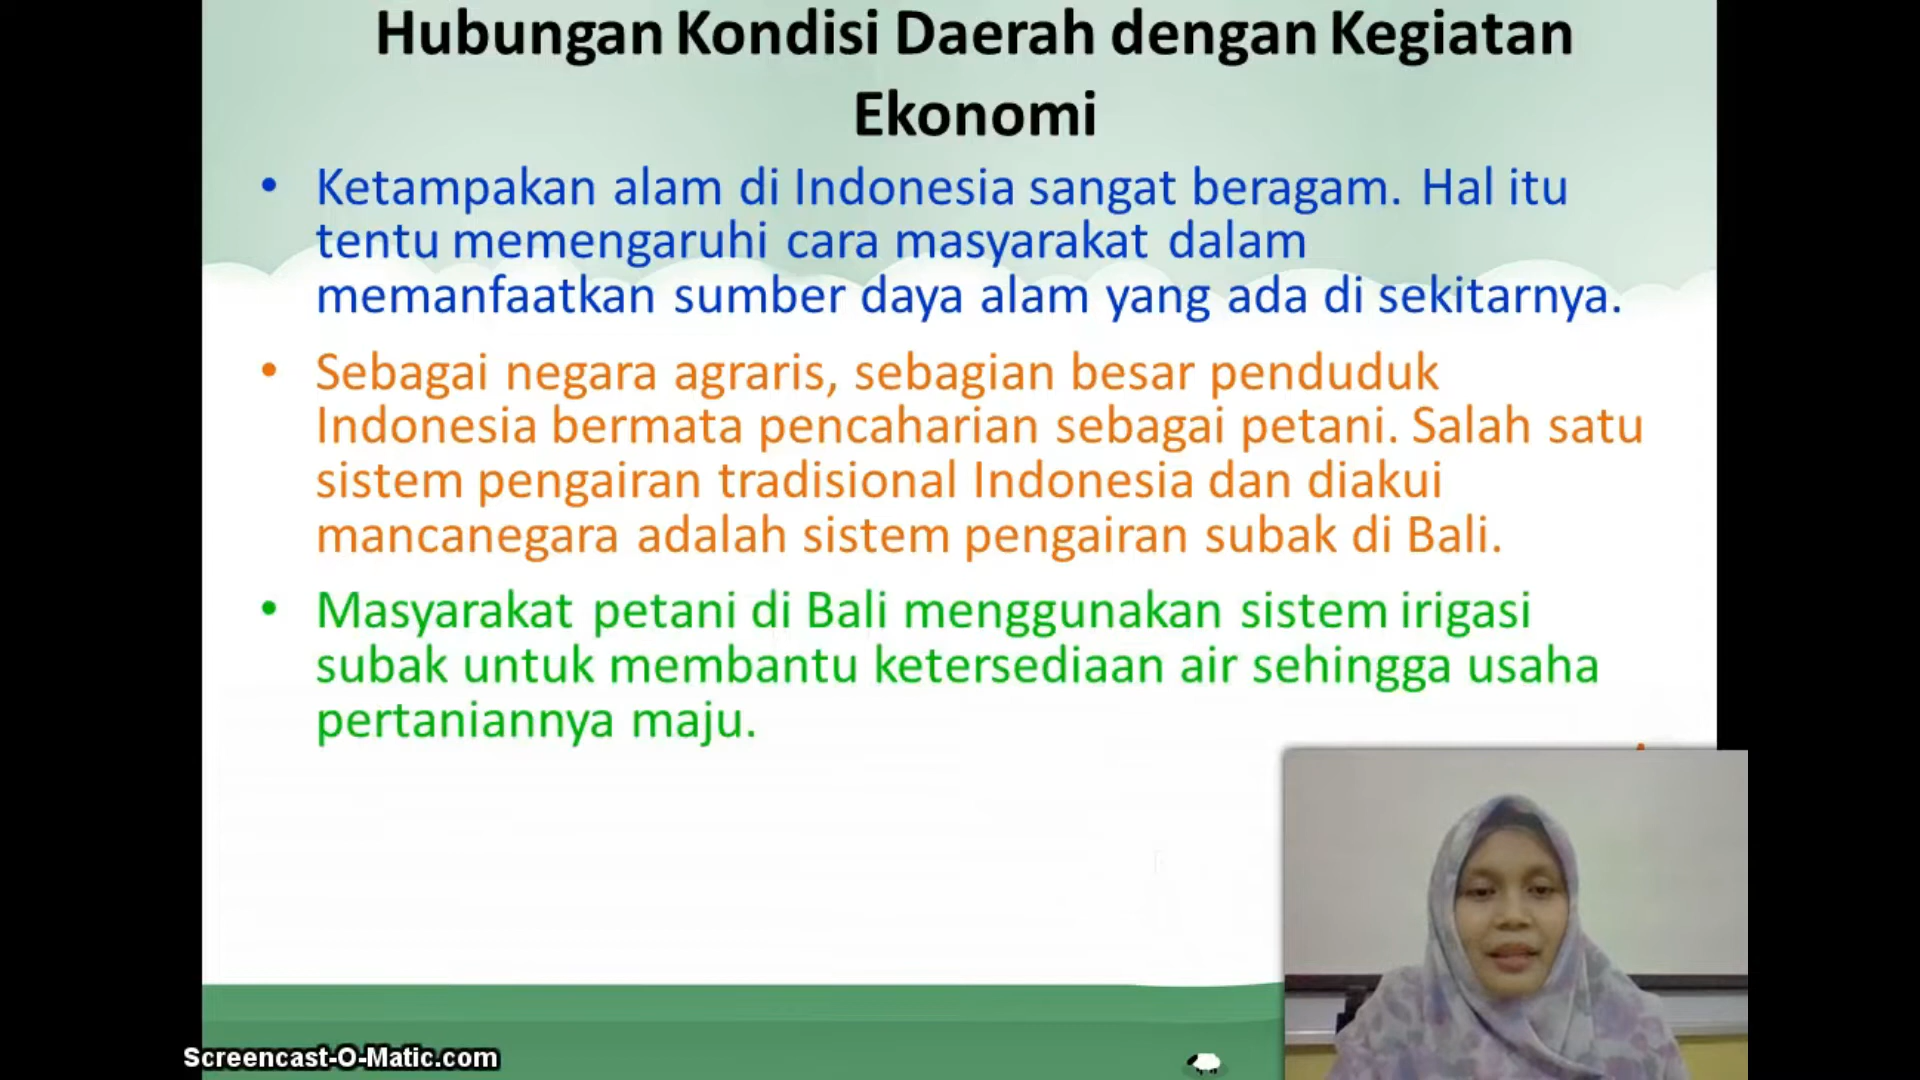 Hubungan Kondisi Daerah dengan Kegiatan
Ekonomi
• Ketampakan alam di Indonesia sangat beragam. Hal itu
tentu memengaruhi cara masyarakat dalam
memanfaatkan sumber daya alam yang ada di sekitarnya.
• Sebagai negara agraris, sebagian besar penduduk
Indonesia bermata pencaharian sebagai petani. Salah satu
sistem pengairan tradisional Indonesia dan diakui
mancanegara adalah sistem pengairan subak di Bali.
• Masyarakat petani di Bali menggunakan sistem irigasi
subak untuk membantu ketersediaan air sehingga usaha
pertaniannya maju.
Screencast-O-Matic.com